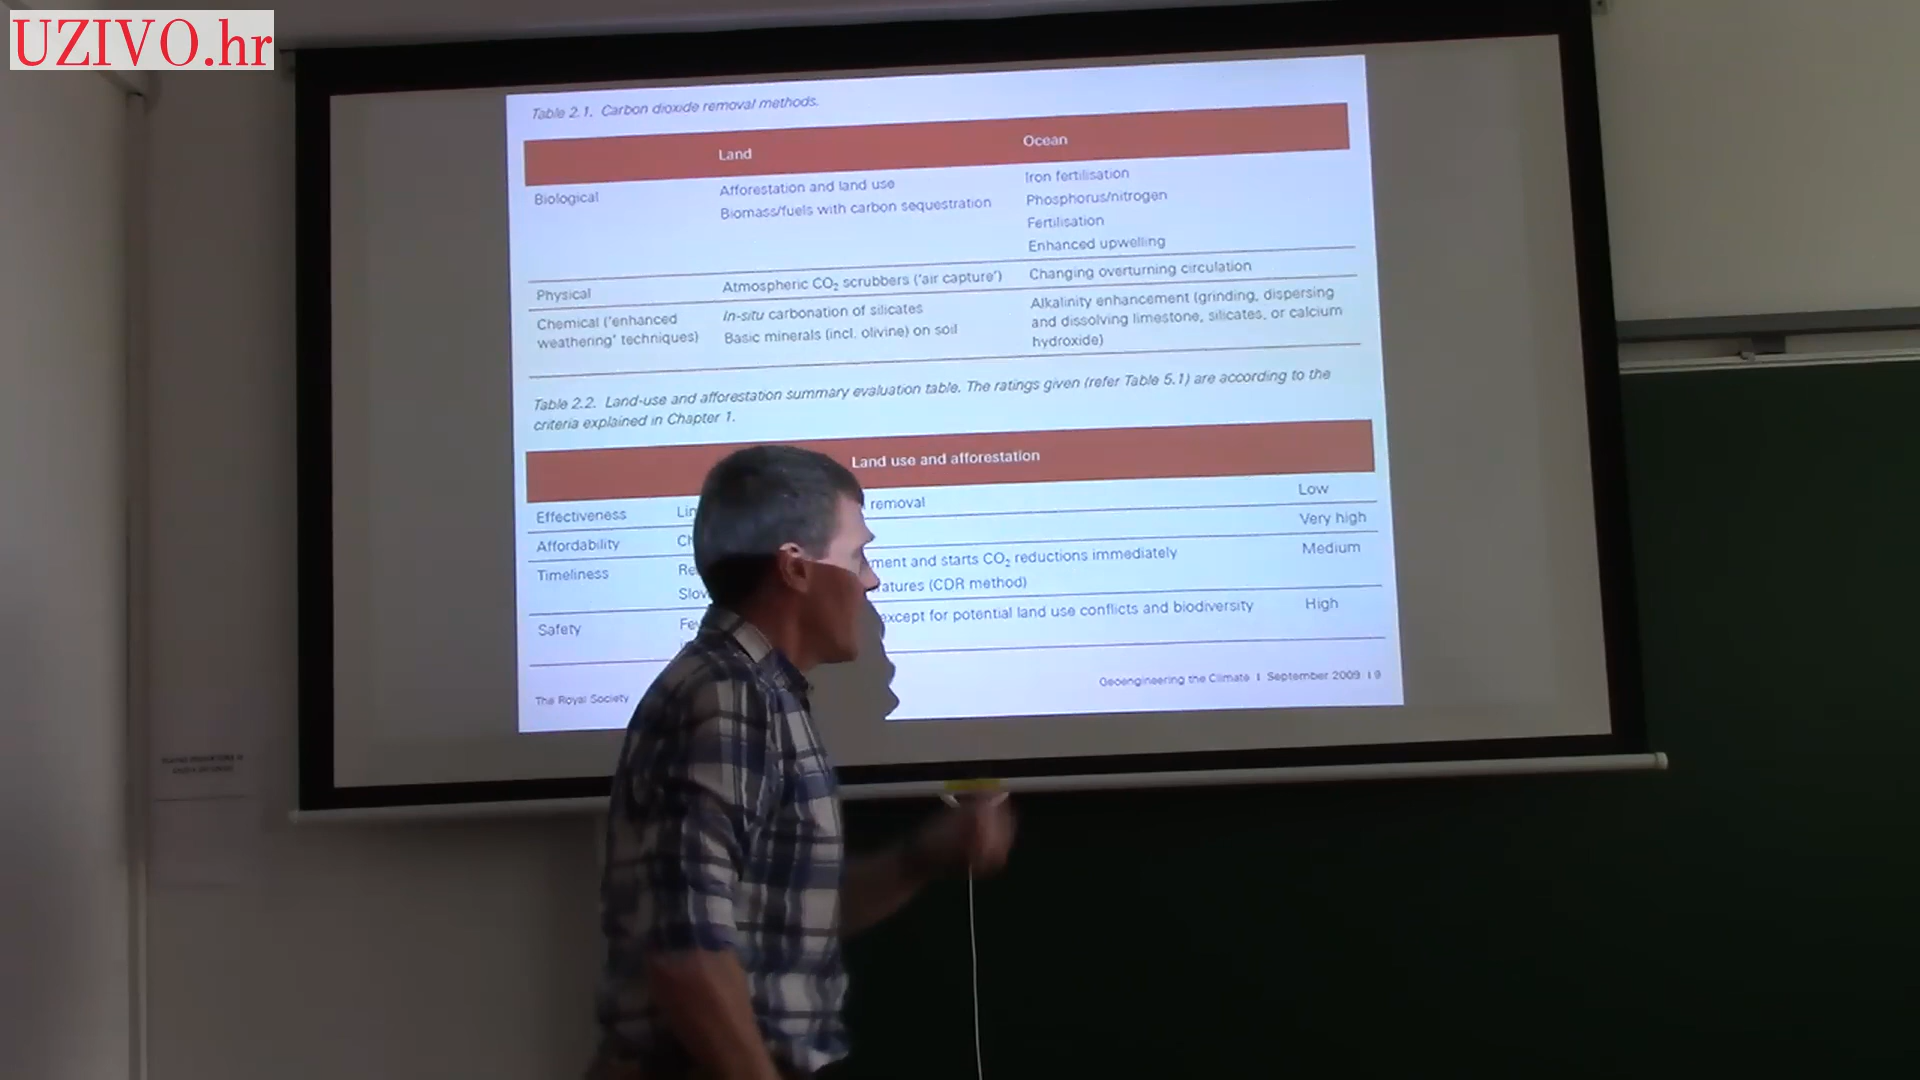 UZIVO.hr
Table 2.1. Carbon dioxide removal methods.
Land Ocean
Biological Afforestation and land use Iron fertilisation
Biomass/fuels with carbon sequestration Phosphorus/nitrogen
Fertilisation
Enhanced upwelling
Physical Atmospheric CO₂ scrubbers ('air capture') Changing overturning circulation
Chemical ('enhanced In-situ carbonation of silicates Alkalinity enhancement (grinding, dispersing
weathering' techniques) Basic minerals (incl. olivine) on soil and dissolving limestone, silicates, or calcium
hydroxide)
Table 2.2. Land-use and afforestation summary evaluation table. The ratings given (refer Table 5.1) are according to the
criteria explained in Chapter 1.
Land use and afforestation
Effectiveness removal Low
Affordability Very high
Timeliness and starts CO₂ reductions immediately Medium
(CDR method)
Safety except for potential land use conflicts and biodiversity High
The Royal Society Geoengineering the Climate I September 2009 I 9